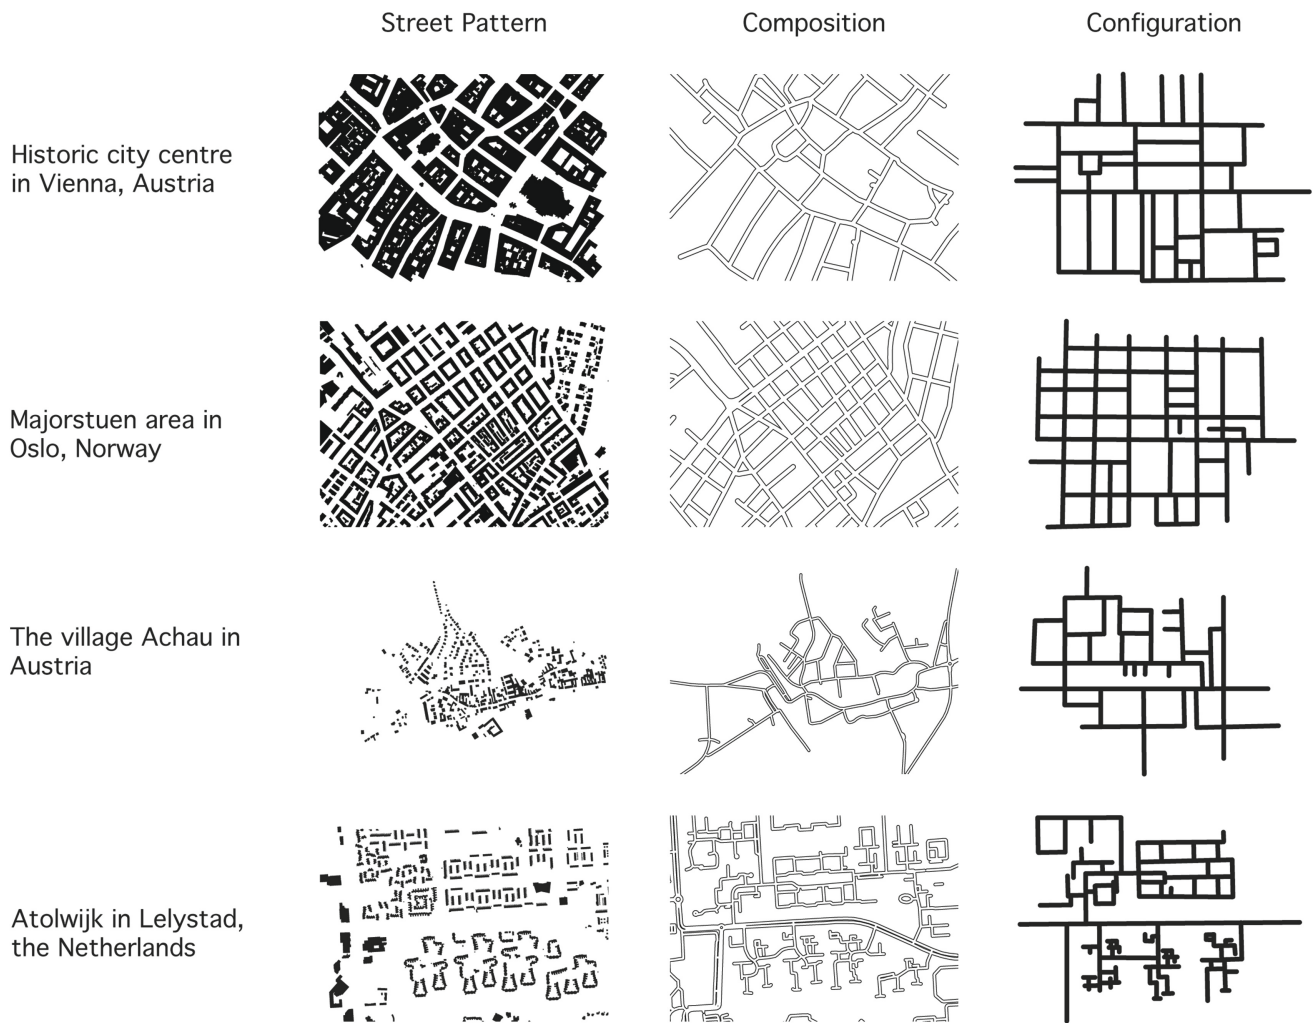 Street Pattern
Composition
Configuration
Historic city centre
in Vienna, Austria
Majorstuen area in
Oslo, Norway
The village Achau in
Austria
Atolwijk in Lelystad,
the Netherlands